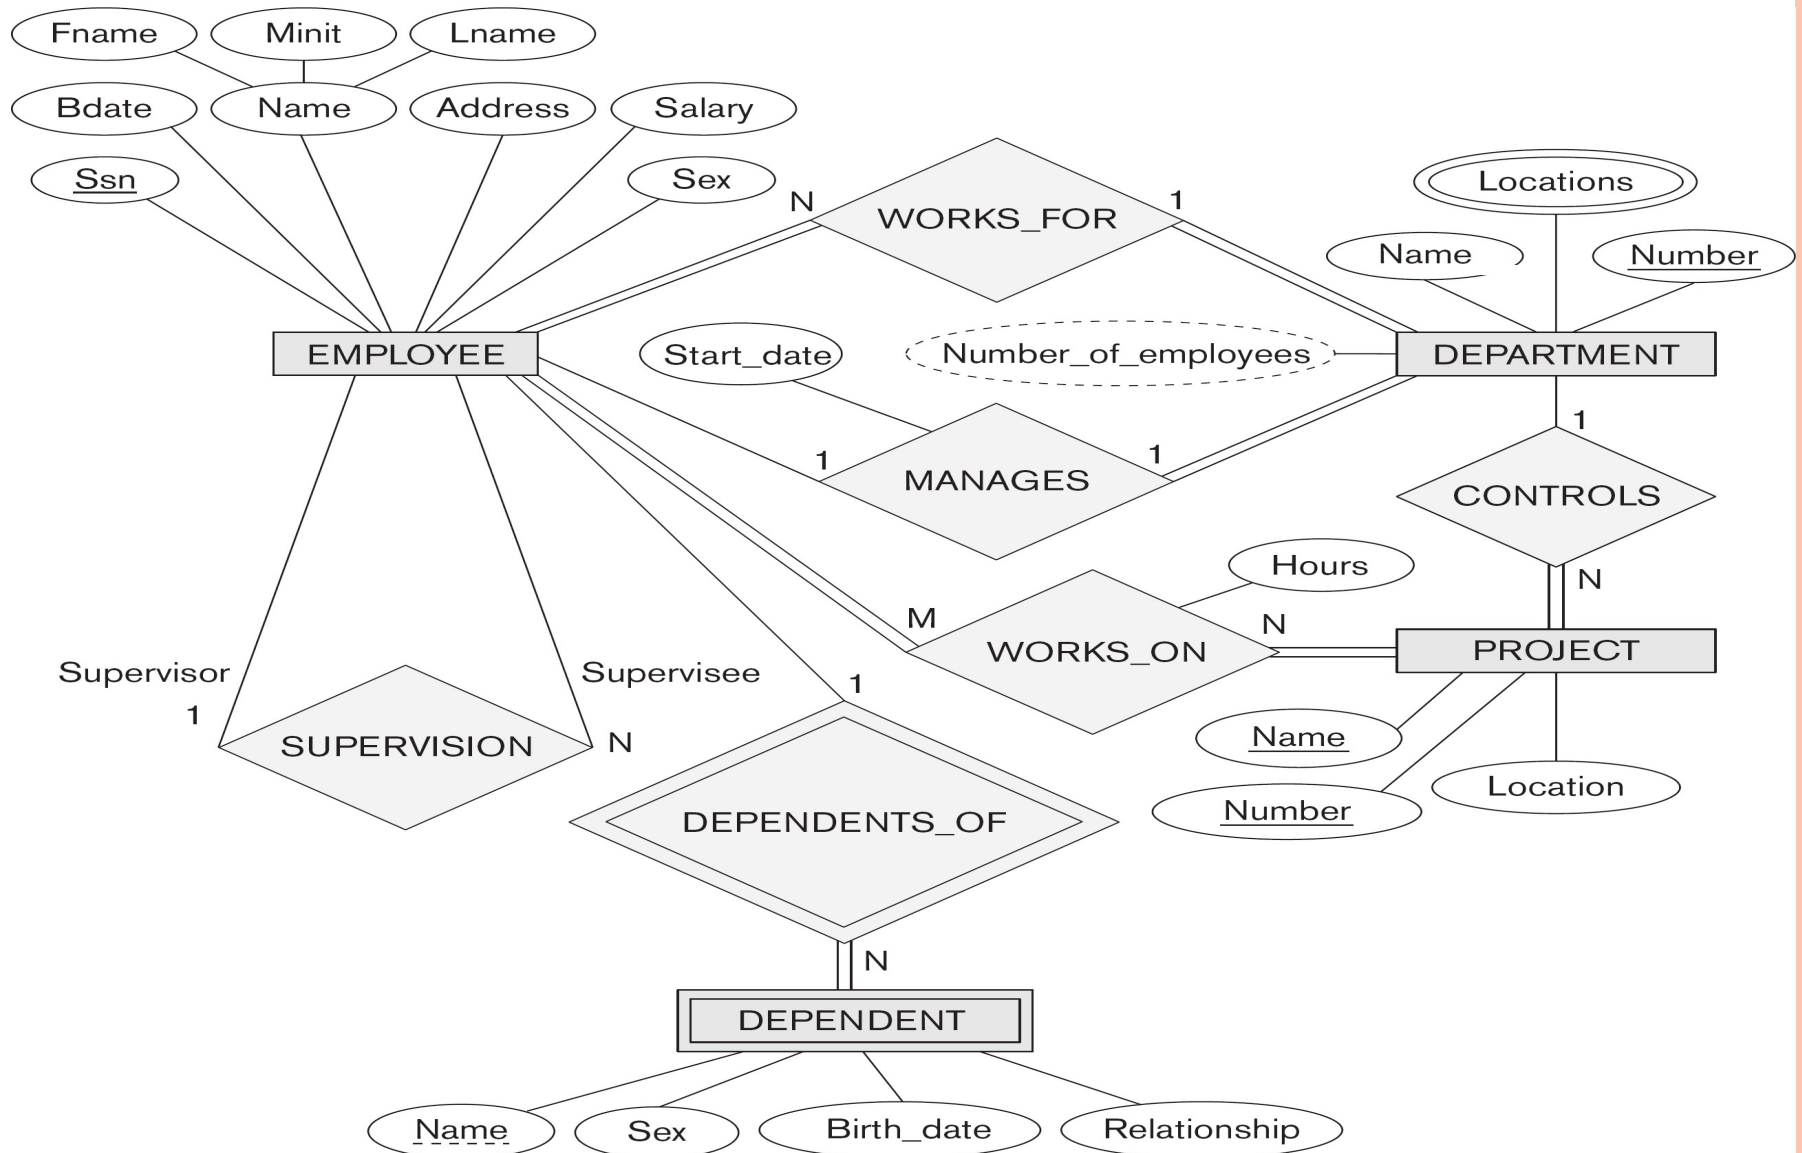 Fname
Minit
Lname
Bdate
Name
Address
Salary
Ssn
Sex
N
WORKS_FOR
1
Locations
Name
Number
EMPLOYEE
Start_date
Number_of_employees
DEPARTMENT
1
MANAGES
1
1
CONTROLS
N
Hours
M
WORKS_ON
N
PROJECT
Supervisor
Supervisee
1
SUPERVISION
N
1
Name
Number
Location
DEPENDENTS_OF
N
DEPENDENT
Name
Sex
Birth_date
Relationship